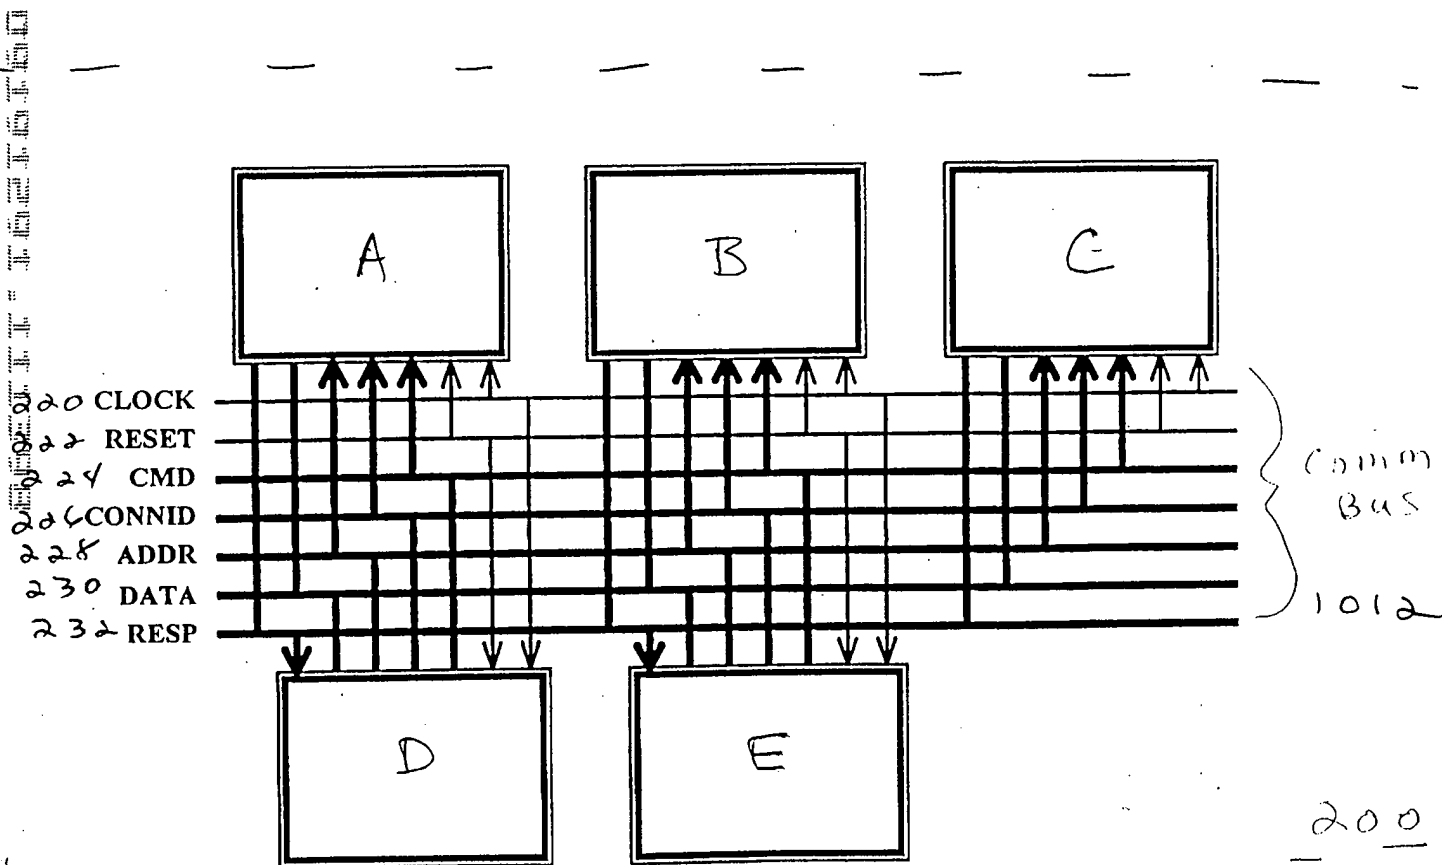 A
B
C
220 CLOCK
222 RESET
224 CMD
226 CONNID
228 ADDR
230 DATA
232 RESP
Comm
Bus
1012
D
E
200